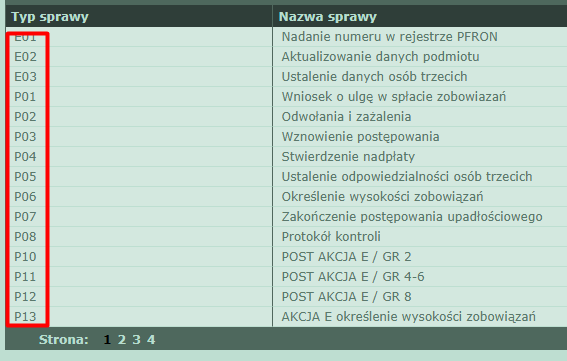 Typ sprawy Nazwa sprawy
E01 Nadanie numeru w rejestrze PFRON
E02 Aktualizowanie danych podmiotu
E03 Ustalenie danych osób trzecich
P01 Wniosek o ulgę w spłacie zobowiazań
P02 Odwołania i zażalenia
P03 Wznowienie postępowania
P04 Stwierdzenie nadpłaty
P05 Ustalenie odpowiedzialności osób trzecich
P06 Określenie wysokości zobowiązań
P07 Zakończenie postępowania upadłościowego
P08 Protokół kontroli
P10 POST AKCJA E / GR 2
P11 POST AKCJA E / GR 4-6
P12 POST AKCJA E / GR 8
P13 AKCJA E określenie wysokości zobowiązań
Strona: 1 2 3 4